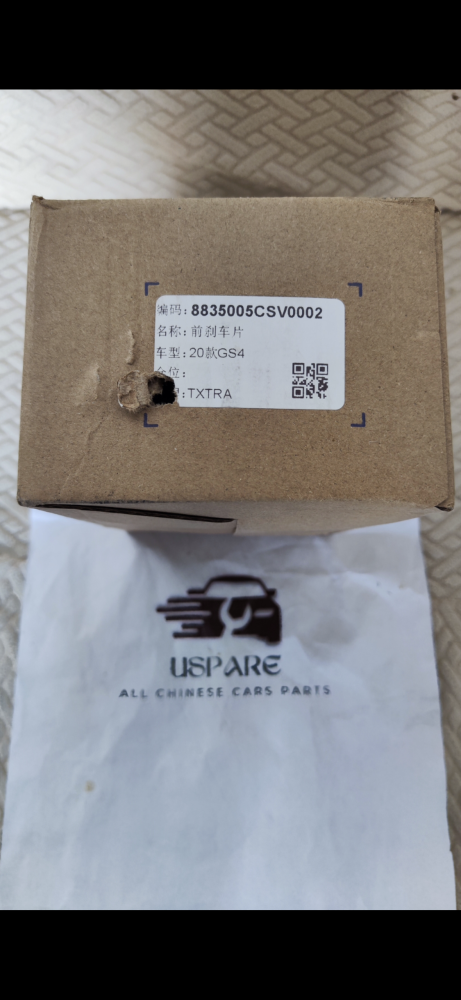 编码: 8835005CSV0002
名称: 前刹车片
车型: 20款GS4
位:
: TXTRA
USPARE
ALL CHINESE CARS PARTS